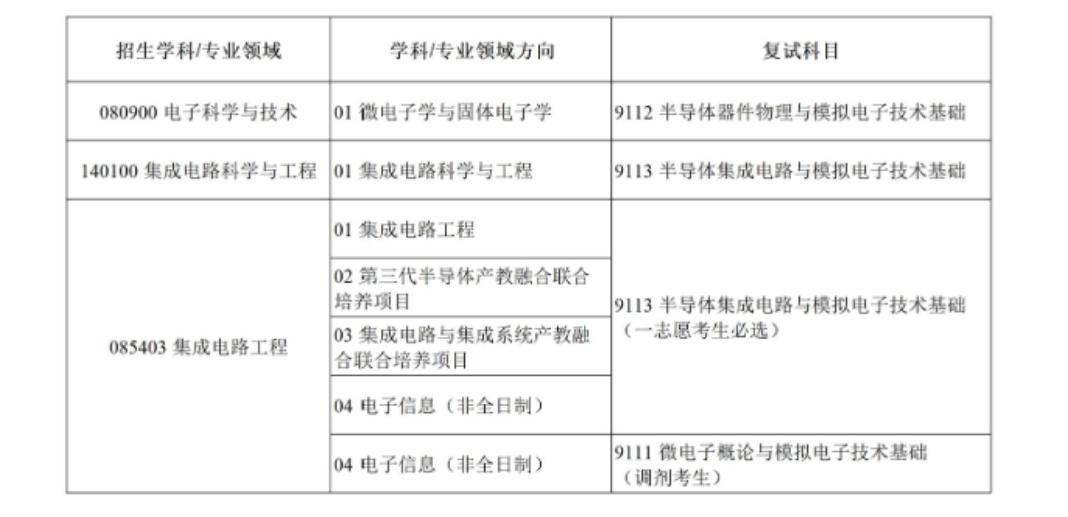 招生学科/专业领域 学科/专业领域方向 复试科目
080900 电子科学与技术 01 微电子学与固体电子学 9112 半导体器件物理与模拟电子技术基础
140100 集成电路科学与工程 01 集成电路科学与工程 9113 半导体集成电路与模拟电子技术基础
085403 集成电路工程
01 集成电路工程
02 第三代半导体产教融合联合
培养项目
03 集成电路与集成系统产教融
合联合培养项目
04 电子信息（非全日制）
9113 半导体集成电路与模拟电子技术基础
（一志愿考生必选）
04 电子信息（非全日制）
9111 微电子概论与模拟电子技术基础
（调剂考生）